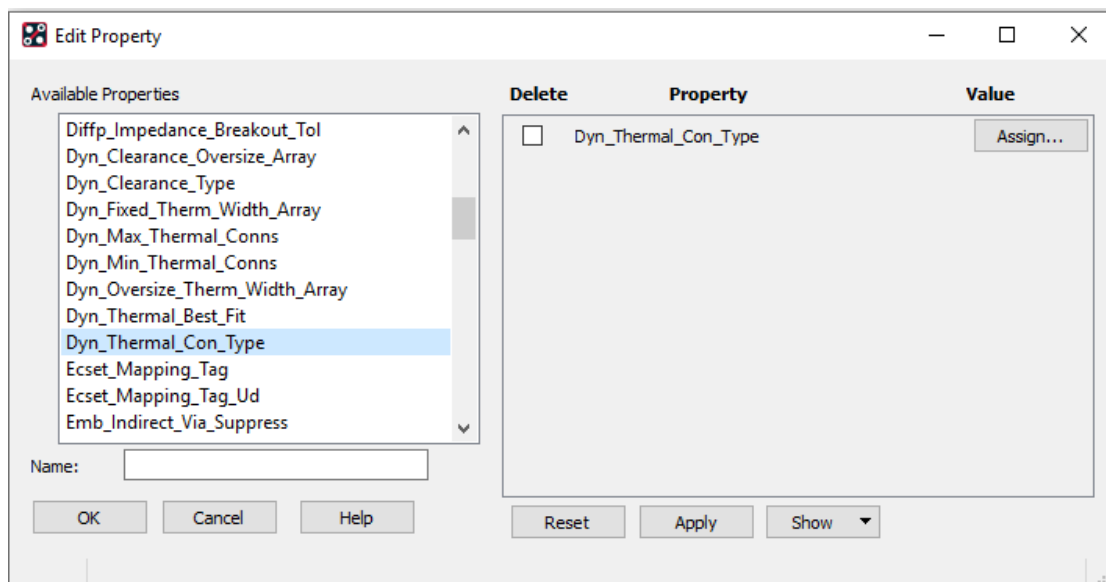 Edit Property
Available Properties
Delete Property Value
Diffp_Impedance_Breakout_Tol
Dyn_Clearance_Oversize_Array
Dyn_Clearance_Type
Dyn_Fixed_Therm_Width_Array
Dyn_Max_Thermal_Conns
Dyn_Min_Thermal_Conns
Dyn_Oversize_Therm_Width_Array
Dyn_Thermal_Best_Fit
Dyn_Thermal_Con_Type
Ecset_Mapping_Tag
Ecset_Mapping_Tag_Ud
Emb_Indirect_Via_Suppress
Dyn_Thermal_Con_Type Assign...
Name:
OK Cancel Help
Reset Apply Show